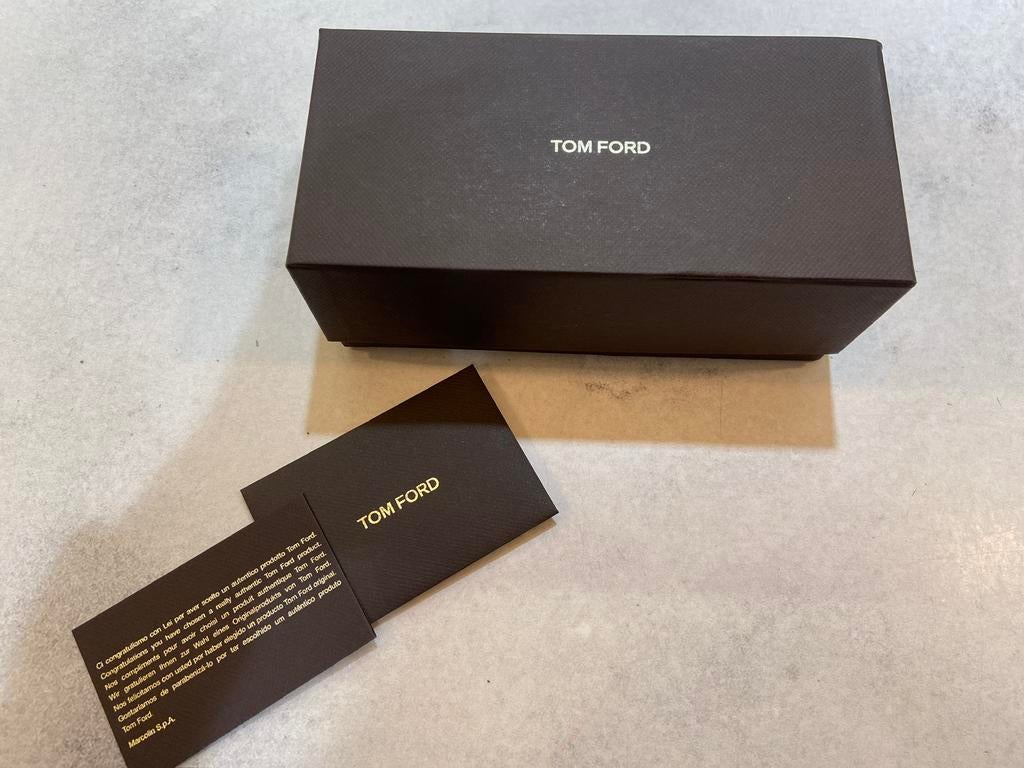 TOM FORD
TOM FORD
Ci congratuliamo con Lei per aver scelto un autentico prodotto Tom Ford.
Congratulations you have chosen a really authentic Tom Ford product.
Nos compliments pour avoir choisi un produit authentique Tom Ford.
Wir gratulieren Ihnen zur Wahl eines Originalprodukts von Tom Ford.
Nos felicitamos con usted por haber elegido un producto Tom Ford original.
Gostaríamos de parabenizá-lo por ter escolhido um autêntico produto
Tom Ford
Marcolin S.p.A.